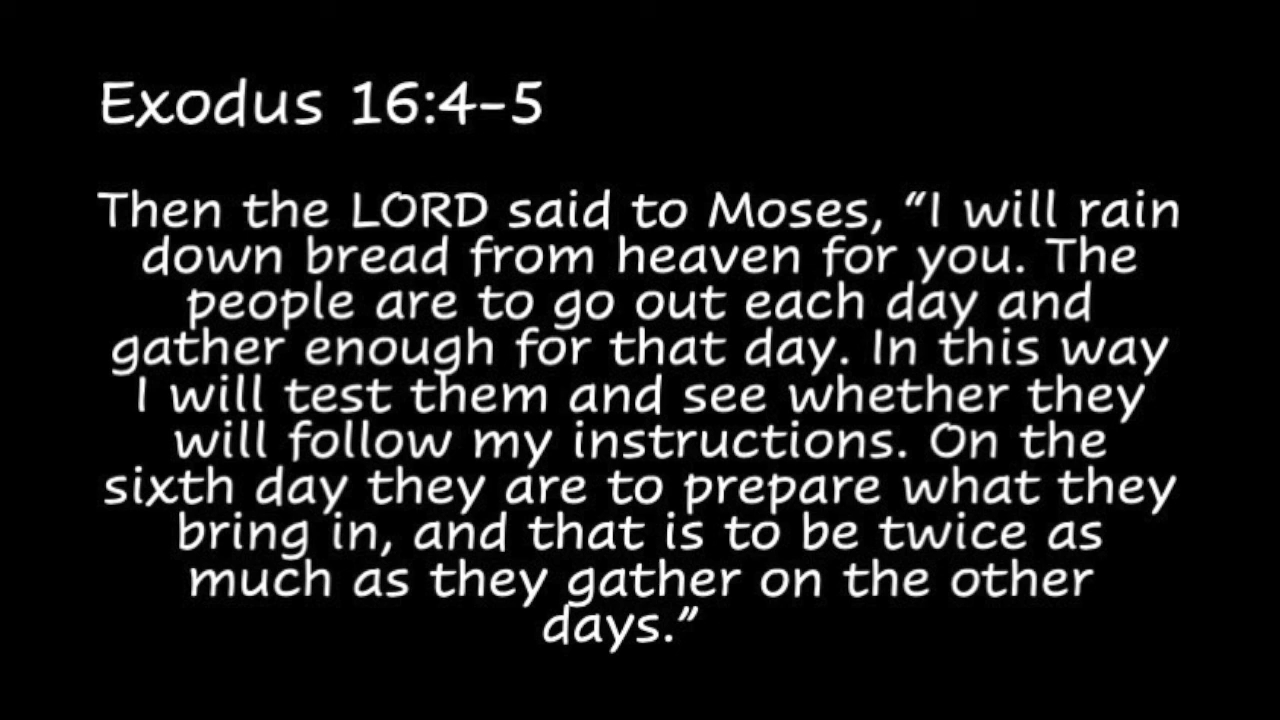 Exodus 16:4-5
Then the LORD said to Moses, “I will rain
down bread from heaven for you. The
people are to go out each day and
gather enough for that day. In this way
I will test them and see whether they
will follow my instructions. On the
sixth day they are to prepare what they
bring in, and that is to be twice as
much as they gather on the other
days.”